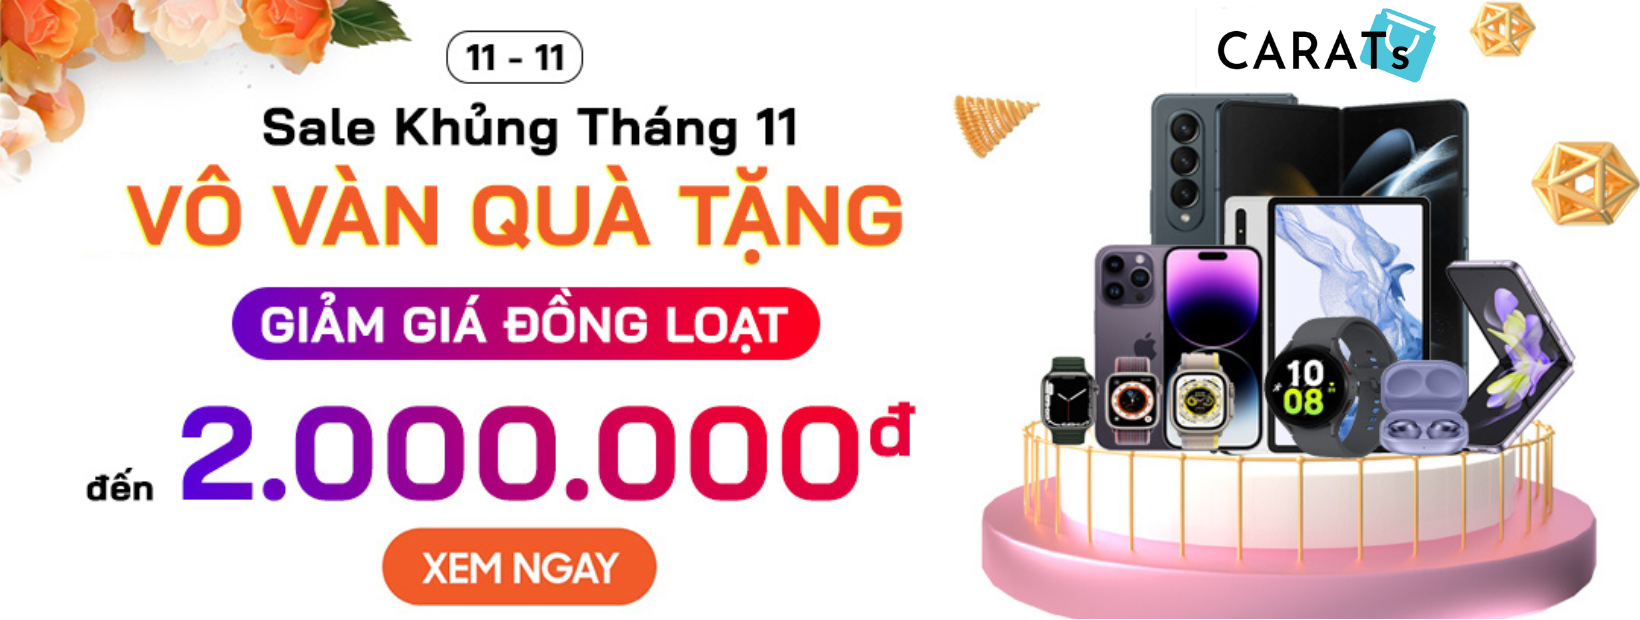 CARATs
11 - 11
Sale Khủng Tháng 11
VÔ VÀN QUÀ TẶNG
GIẢM GIÁ ĐỒNG LOẠT
đến 2.000.000đ
XEM NGAY
10
08